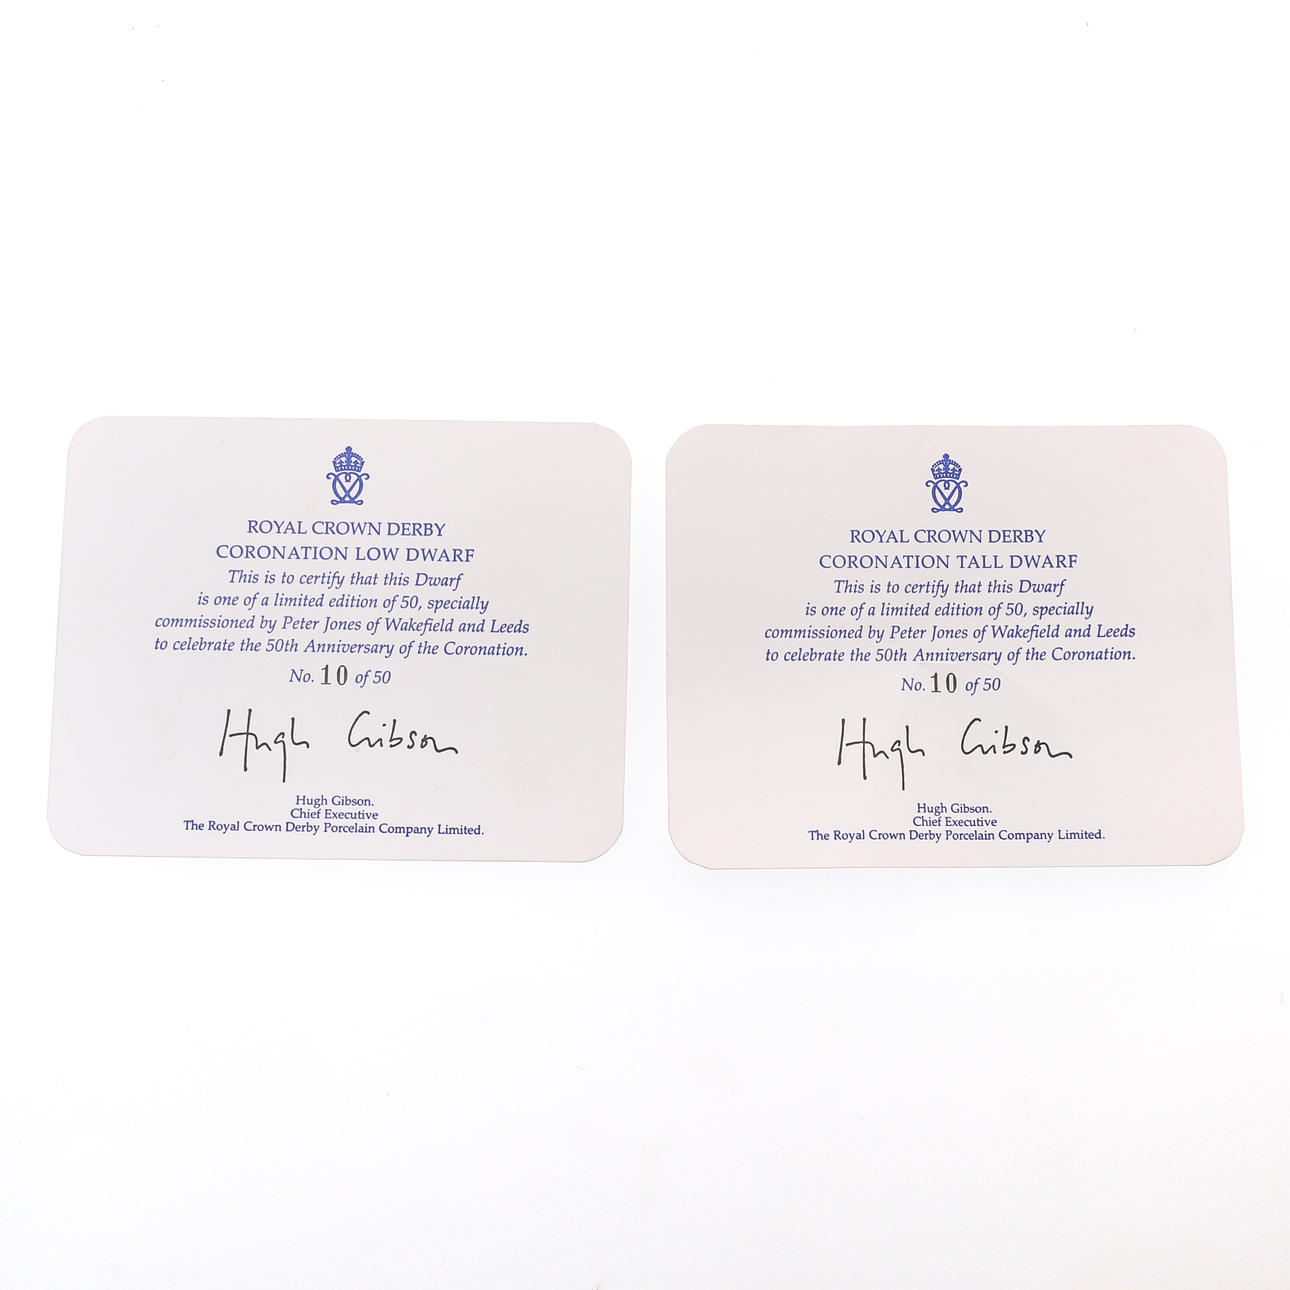 ROYAL CROWN DERBY
CORONATION LOW DWARF
This is to certify that this Dwarf
is one of a limited edition of 50, specially
commissioned by Peter Jones of Wakefield and Leeds
to celebrate the 50th Anniversary of the Coronation.
No. 10 of 50
Hugh Gibson
Hugh Gibson.
Chief Executive
The Royal Crown Derby Porcelain Company Limited.
ROYAL CROWN DERBY
CORONATION TALL DWARF
This is to certify that this Dwarf
is one of a limited edition of 50, specially
commissioned by Peter Jones of Wakefield and Leeds
to celebrate the 50th Anniversary of the Coronation.
No. 10 of 50
Hugh Gibson
Hugh Gibson.
Chief Executive
The Royal Crown Derby Porcelain Company Limited.